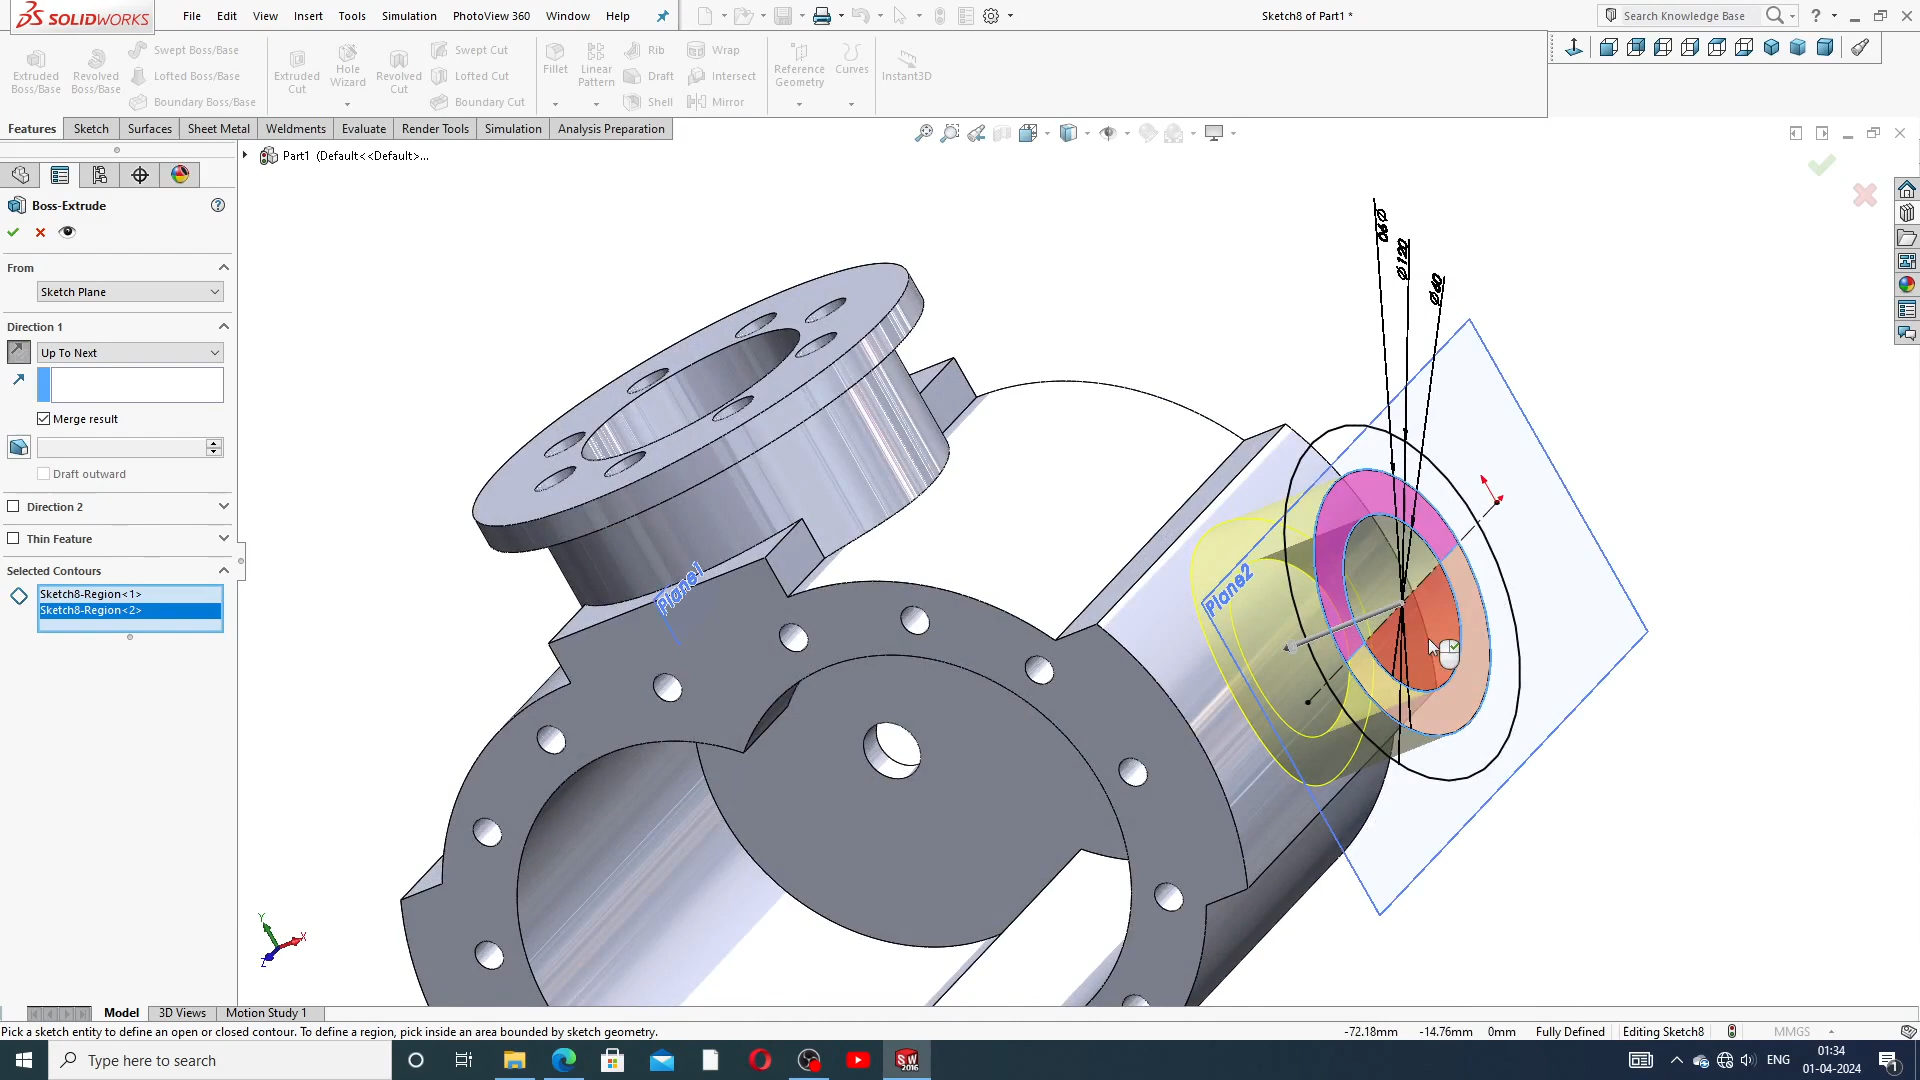 SOLIDWORKS
File Edit View Insert Tools Simulation PhotoView 360 Window Help
Sketch8 of Part1 *
Search Knowledge Base
Extruded Boss/Base
Revolved Boss/Base
Swept Boss/Base
Lofted Boss/Base
Boundary Boss/Base
Extruded Cut
Hole Wizard
Revolved Cut
Swept Cut
Lofted Cut
Boundary Cut
Fillet
Linear Pattern
Rib
Draft
Shell
Wrap
Intersect
Mirror
Reference Geometry
Curves
Instant3D
Features Sketch Surfaces Sheet Metal Weldments Evaluate Render Tools Simulation Analysis Preparation
Part1 (Default<<Default>...
Boss-Extrude
From
Sketch Plane
Direction 1
Up To Next
Merge result
Draft outward
Direction 2
Thin Feature
Selected Contours
Sketch8-Region<1>
Sketch8-Region<2>
Ø90
Ø120
Ø60
Plane1
Plane2
Y
X
Z
Model 3D Views Motion Study 1
Pick a sketch entity to define an open or closed contour. To define a region, pick inside an area bounded by sketch geometry.
-72.18mm -14.76mm 0mm Fully Defined Editing Sketch8 MMGS
Type here to search
SW
2016
ENG
01:34
01-04-2024
1